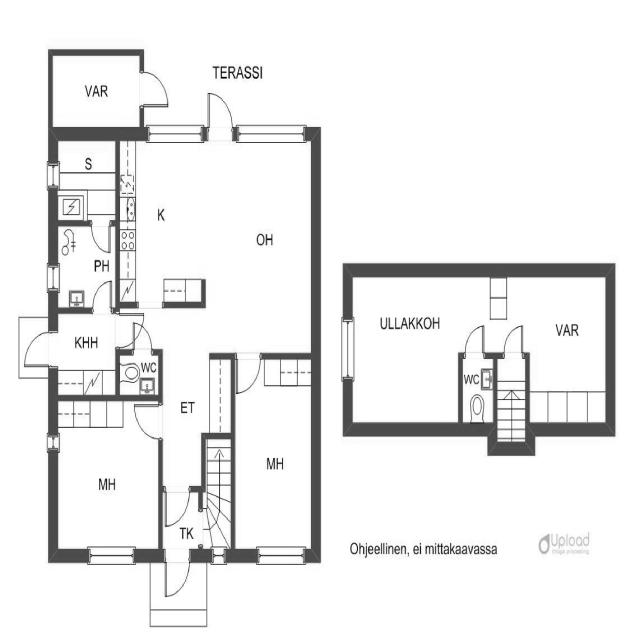 TERASSI
VAR
S
K
OH
PH
KHH
WC
ET
MH
MH
TK
ULLAKKOH
VAR
WC
Ohjeellinen, ei mittakaavassa
Upload
image processing